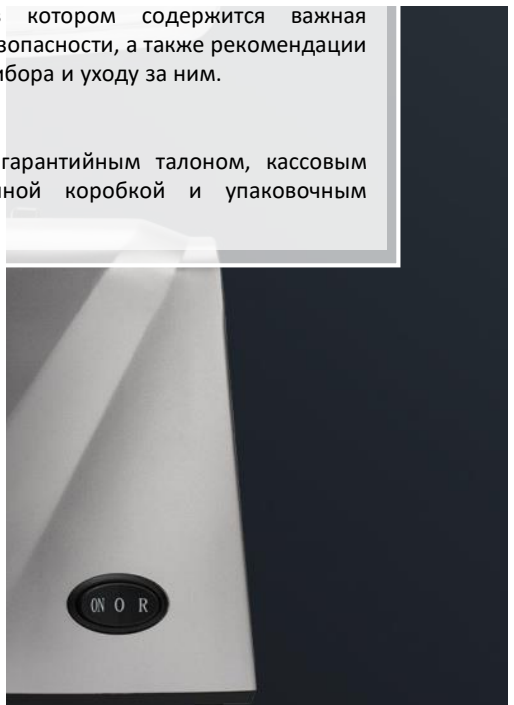 котором содержится важная
зопасности, а также рекомендации
ибора и уходу за ним.
гарантийным талоном, кассовым
ной коробкой и упаковочным
ON O R